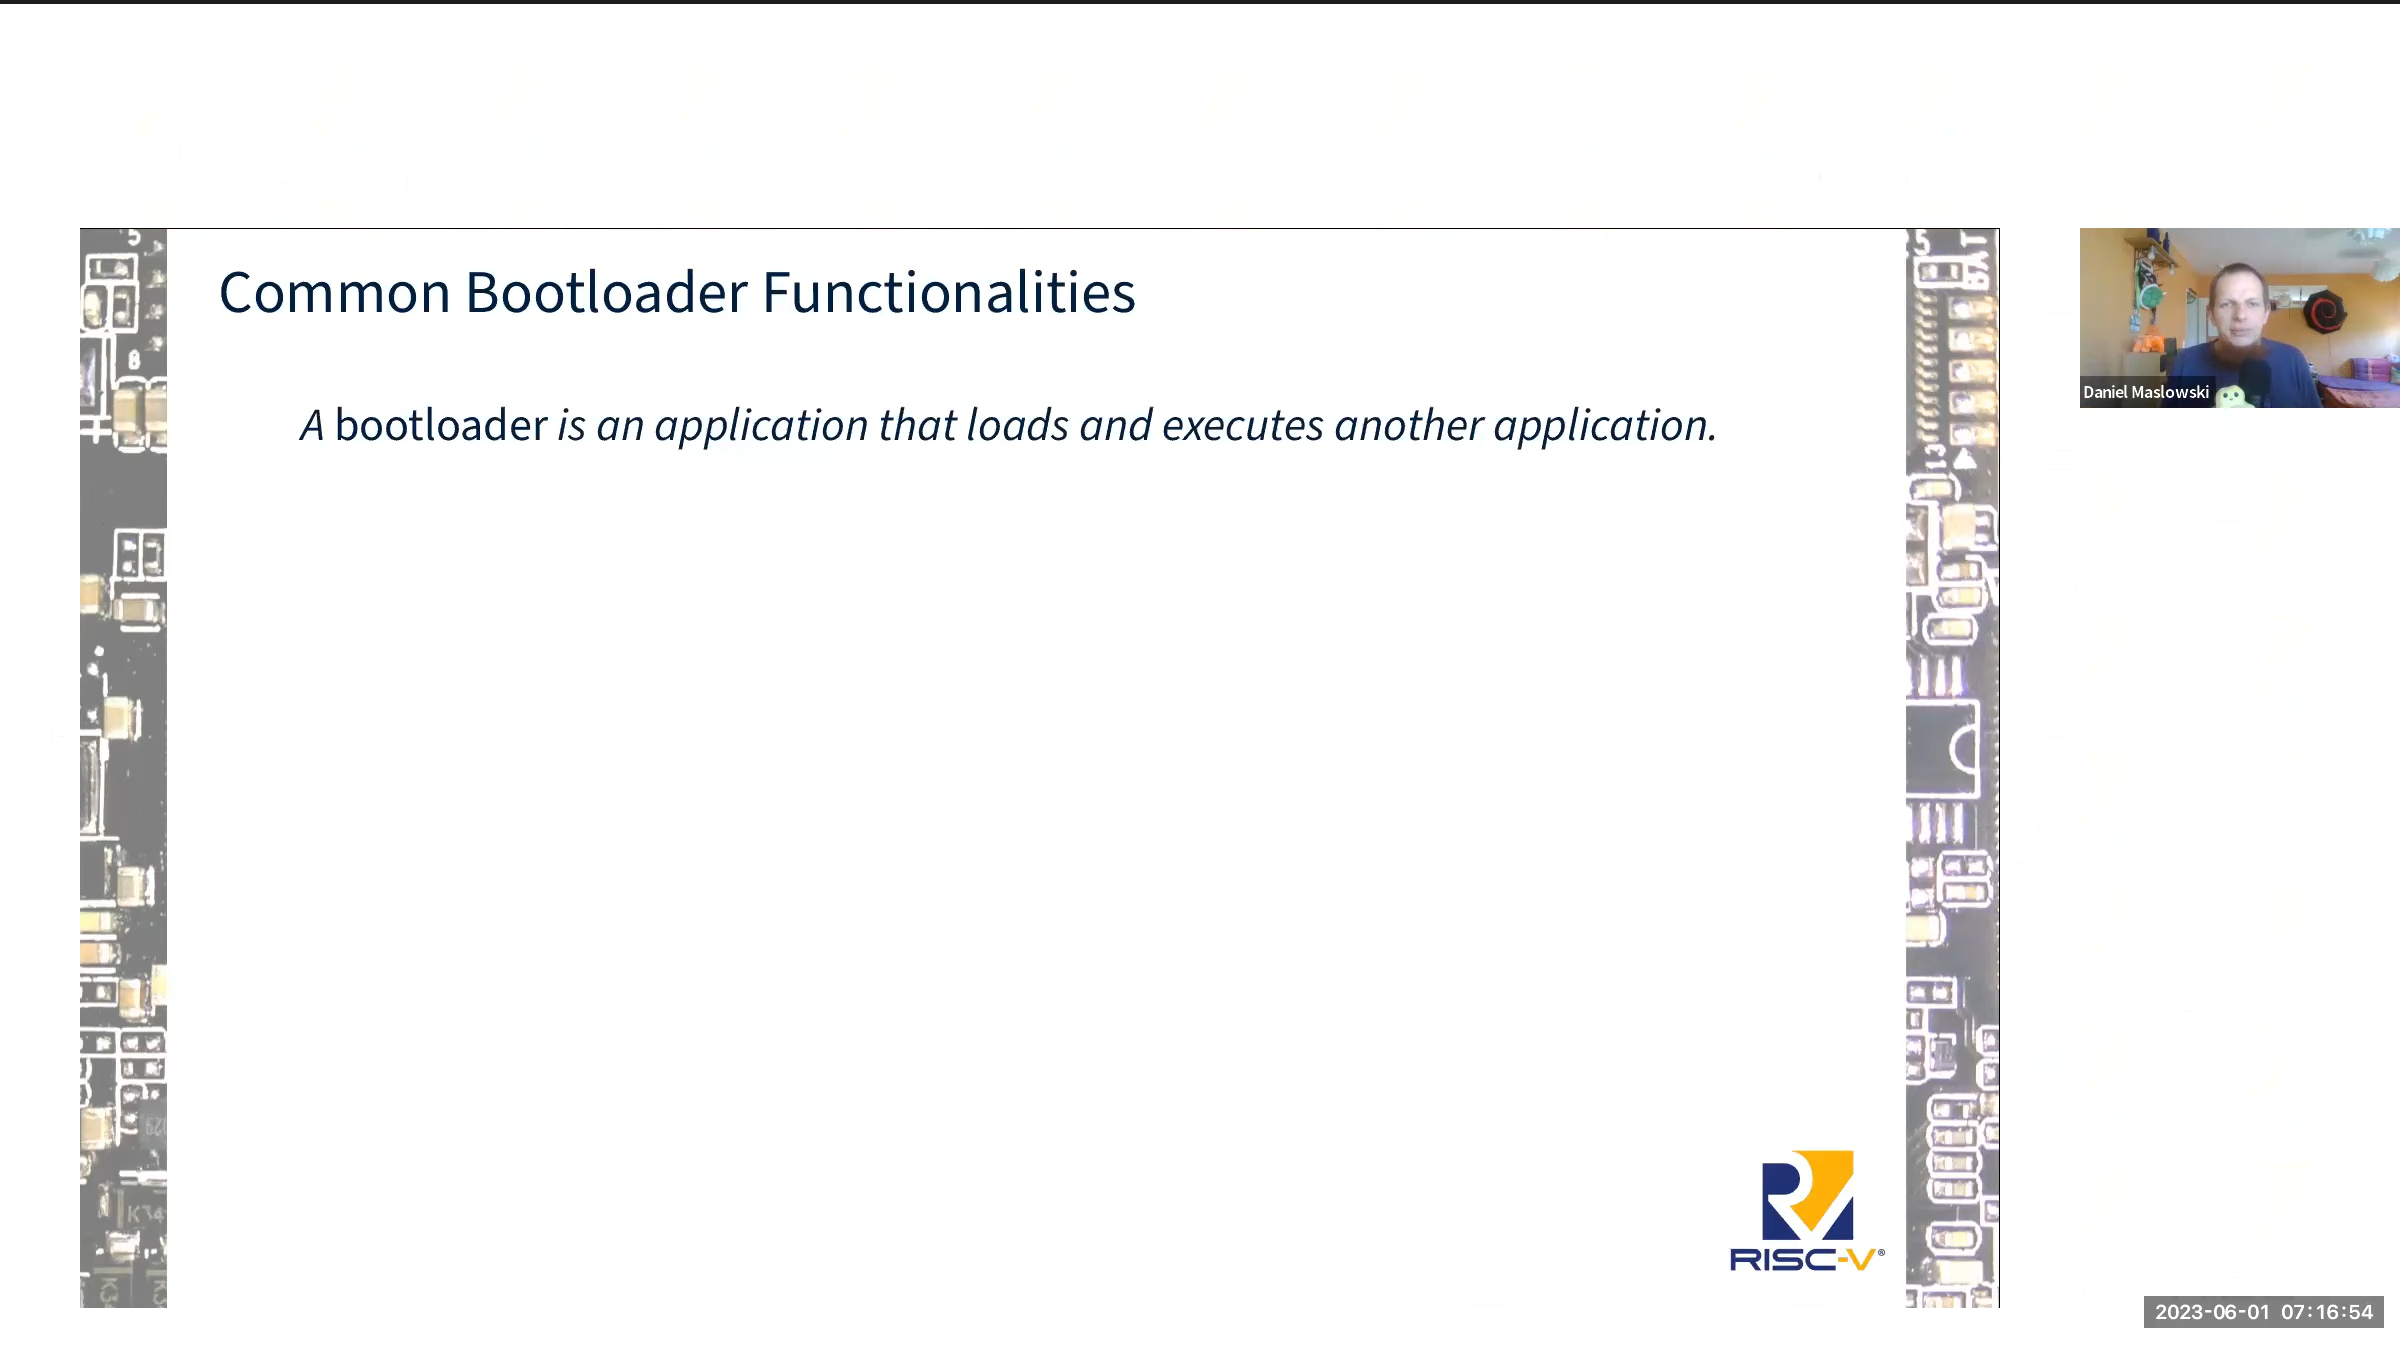 Common Bootloader Functionalities
A bootloader is an application that loads and executes another application.
Daniel Maslowski
RISC-V®
2023-06-01 07:16:54